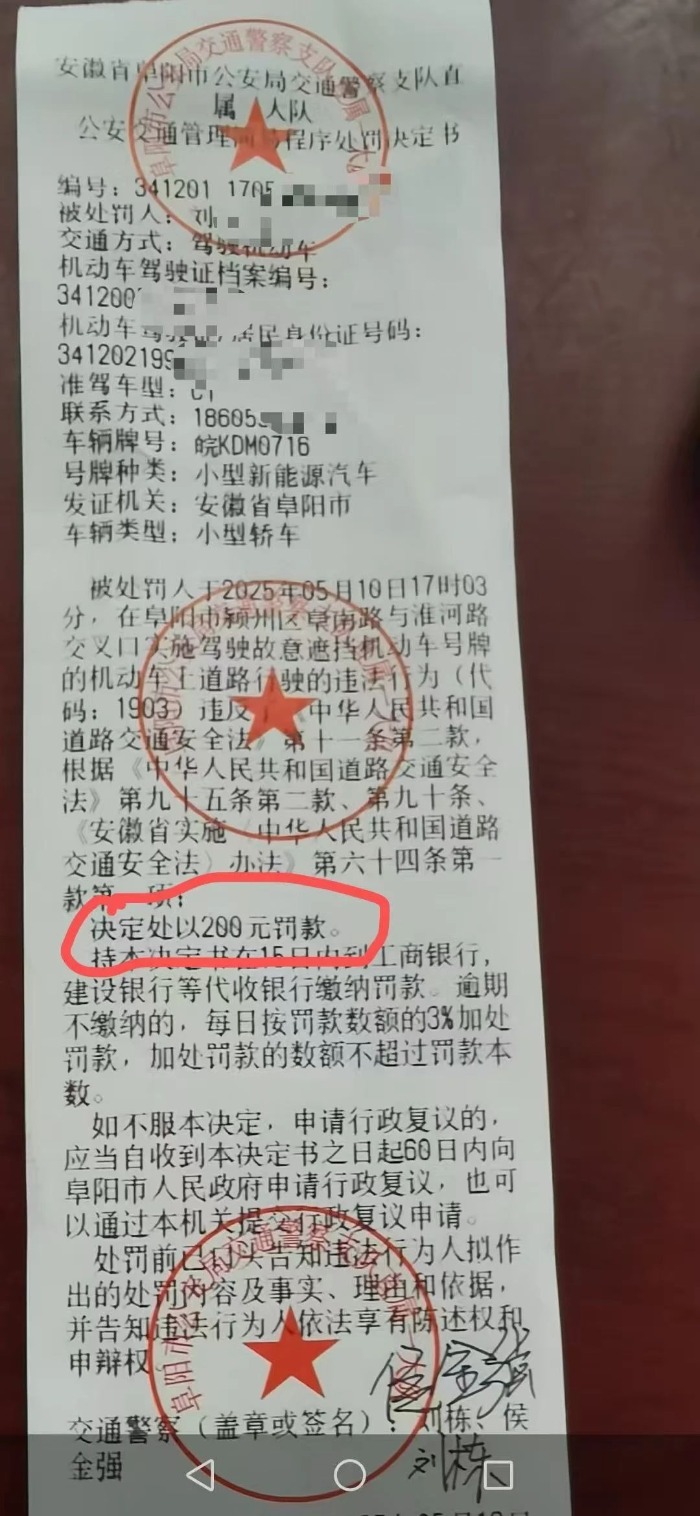 安徽省阜阳市公安局交通警察支队直
属 大队
公安交通管理简易程序处罚决定书
编号：341201 1705
被处罚人：刘
交通方式：驾驶机动车
机动车驾驶证档案编号：
341200
机动车驾驶证/居民身份证号码：
341202199
准驾车型：C1
联系方式：18605
车辆牌号：皖KDM0716
号牌种类：小型新能源汽车
发证机关：安徽省阜阳市
车辆类型：小型轿车
被处罚人于2025年05月10日17时03
分，在阜阳市颍州区阜南路与淮河路
交叉口实施驾驶故意遮挡机动车号牌
的机动车上道路行驶的违法行为（代
码：1903）违反了《中华人民共和国
道路交通安全法》第十一条第二款，
根据《中华人民共和国道路交通安全
法》第九十五条第二款、第九十条、
《安徽省实施〈中华人民共和国道路
交通安全法〉办法》第六十四条第一
款第 项；
决定处以200元罚款。
持本决定书在15日内到工商银行，
建设银行等代收银行缴纳罚款。逾期
不缴纳的，每日按罚款数额的3%加处
罚款，加处罚款的数额不超过罚款本
数。
如不服本决定，申请行政复议的，
应当自收到本决定书之日起60日内向
阜阳市人民政府申请行政复议，也可
以通过本机关提交行政复议申请。
处罚前已口头告知违法行为人拟作
出的处罚内容及事实、理由和依据，
并告知违法行为人依法享有陈述权和
申辩权。
侯金强
交通警察（盖章或签名）：刘栋、侯
金强
刘栋